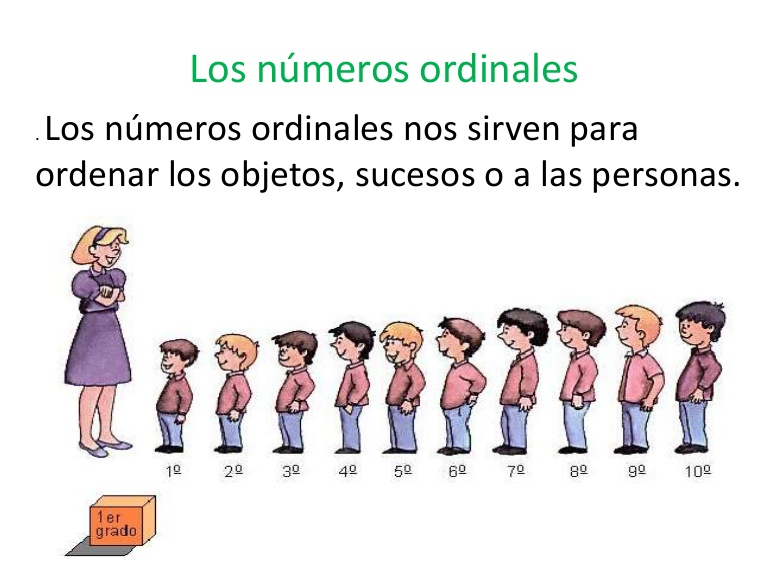 Los números ordinales
. Los números ordinales nos sirven para
ordenar los objetos, sucesos o a las personas.
1º 2º 3º 4º 5º 6º 7º 8º 9º 10º
1er
grado